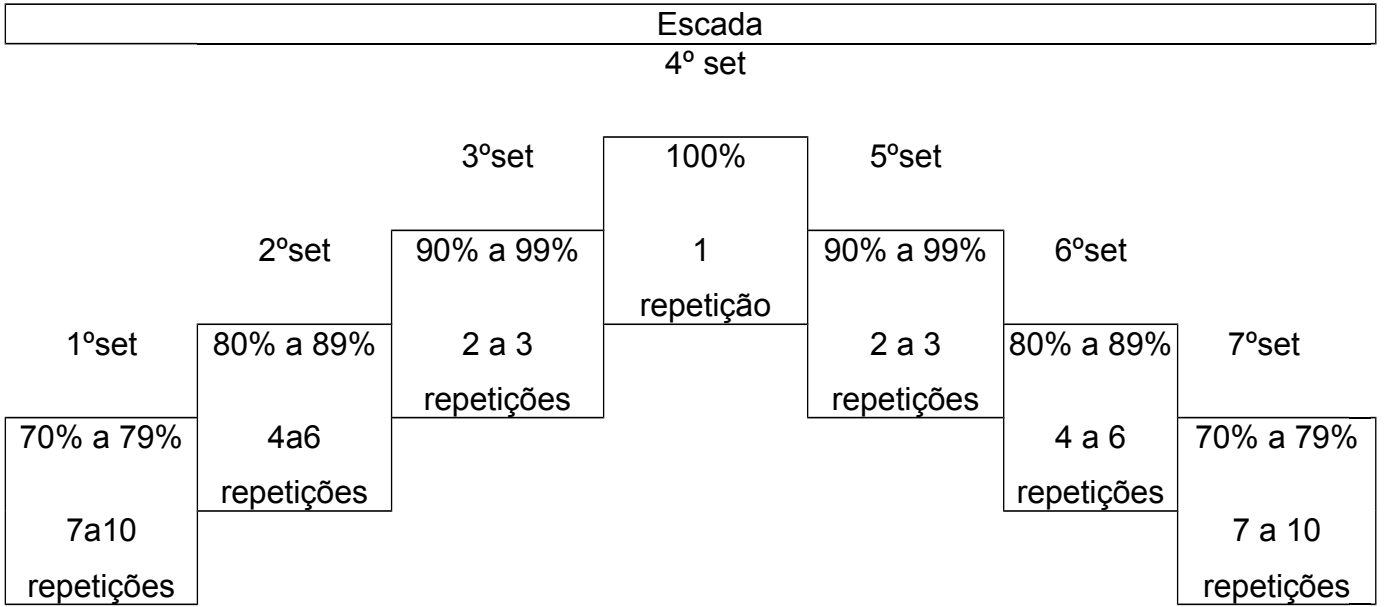 Escada
4º set
3ºset 100% 5ºset
2ºset 90% a 99% 1 90% a 99% 6ºset
repetição
1ºset 80% a 89% 2 a 3 2 a 3 80% a 89% 7ºset
repetições repetições
70% a 79% 4a6 4 a 6 70% a 79%
repetições repetições
7a10 7 a 10
repetições repetições